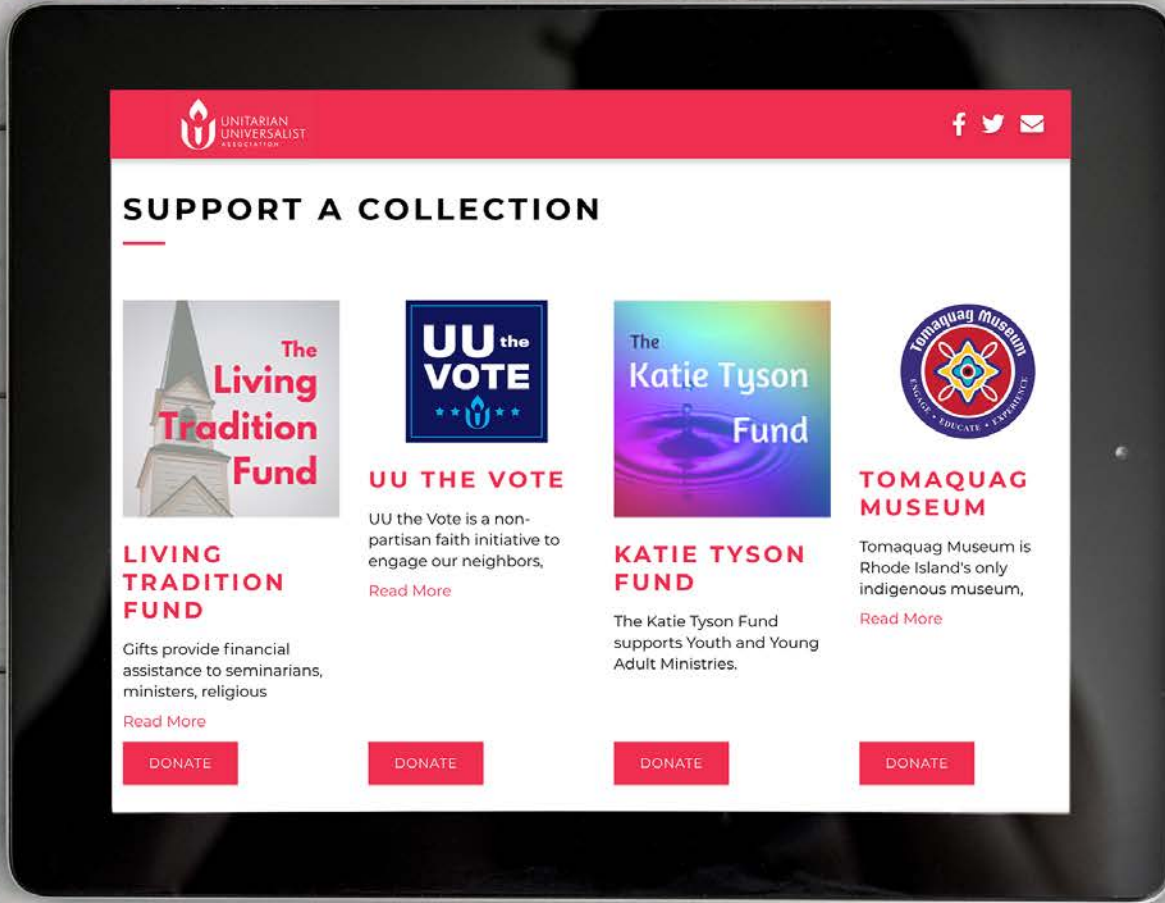 UNITARIAN
UNIVERSALIST
ASSOCIATION
SUPPORT A COLLECTION
The
Living
Tradition
Fund
LIVING
TRADITION
FUND
Gifts provide financial
assistance to seminarians,
ministers, religious
Read More
DONATE
UU the
VOTE
UU THE VOTE
UU the Vote is a non-
partisan faith initiative to
engage our neighbors,
Read More
DONATE
The
Katie Tyson
Fund
KATIE TYSON
FUND
The Katie Tyson Fund
supports Youth and Young
Adult Ministries.
DONATE
Tomaquag Museum
ENGAGE • EDUCATE • EXPERIENCE
TOMAQUAG
MUSEUM
Tomaquag Museum is
Rhode Island's only
indigenous museum,
Read More
DONATE